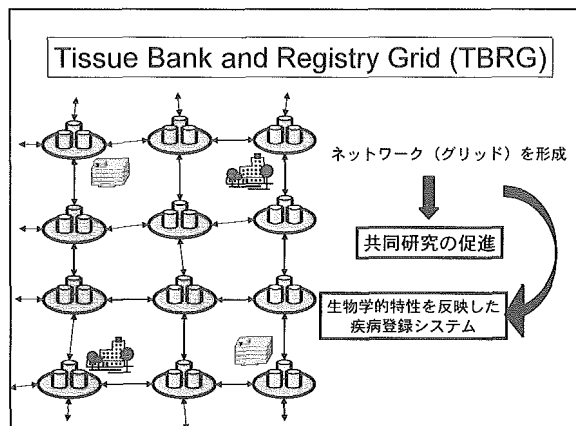 Tissue Bank and Registry Grid (TBRG)
ネットワーク（グリッド）を形成
共同研究の促進
生物学的特性を反映した
疾病登録システム